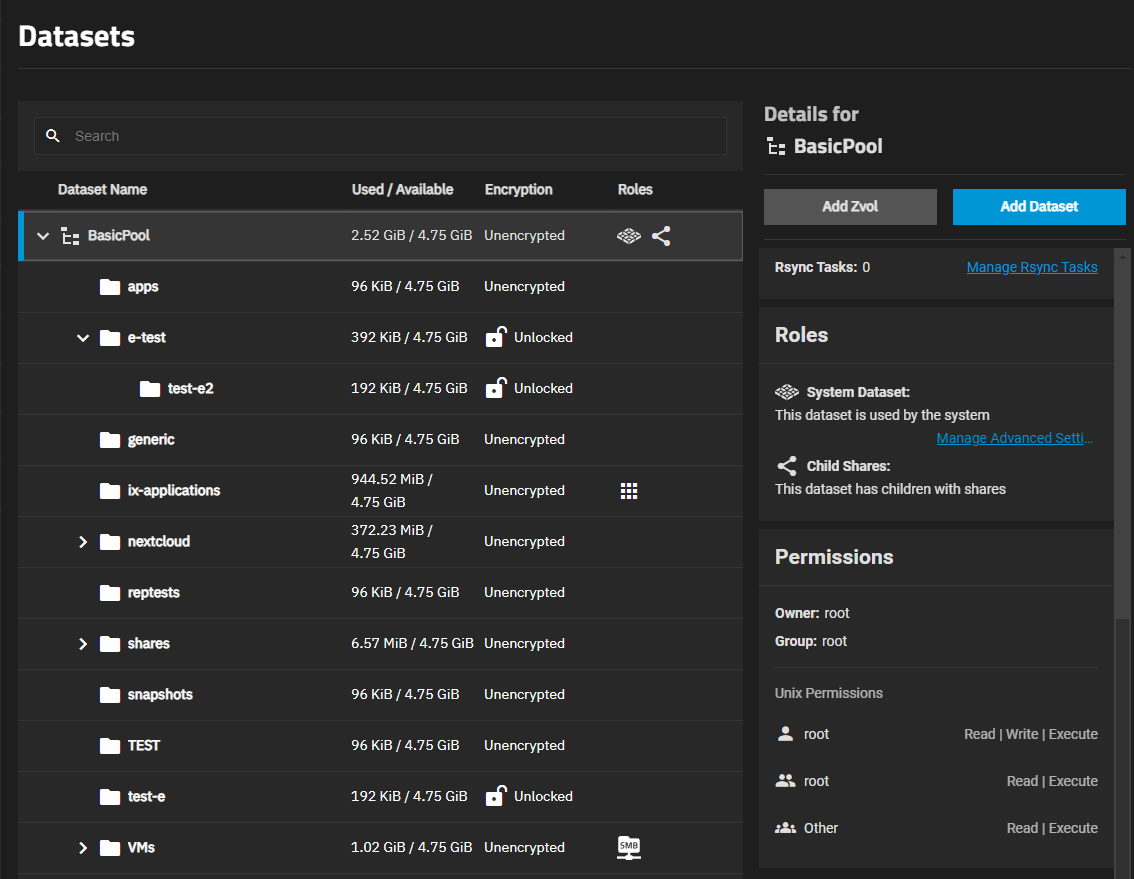 Datasets
Search
Dataset Name Used / Available Encryption Roles
BasicPool 2.52 GiB / 4.75 GiB Unencrypted
apps 96 KiB / 4.75 GiB Unencrypted
e-test 392 KiB / 4.75 GiB Unlocked
test-e2 192 KiB / 4.75 GiB Unlocked
generic 96 KiB / 4.75 GiB Unencrypted
ix-applications 944.52 MiB / 4.75 GiB Unencrypted
nextcloud 372.23 MiB / 4.75 GiB Unencrypted
reptests 96 KiB / 4.75 GiB Unencrypted
shares 6.57 MiB / 4.75 GiB Unencrypted
snapshots 96 KiB / 4.75 GiB Unencrypted
TEST 96 KiB / 4.75 GiB Unencrypted
test-e 192 KiB / 4.75 GiB Unlocked
VMs 1.02 GiB / 4.75 GiB Unencrypted SMB
Details for
BasicPool
Add Zvol Add Dataset
Rsync Tasks: 0 Manage Rsync Tasks
Roles
System Dataset:
This dataset is used by the system
Manage Advanced Setti...
Child Shares:
This dataset has children with shares
Permissions
Owner: root
Group: root
Unix Permissions
root Read | Write | Execute
root Read | Execute
Other Read | Execute